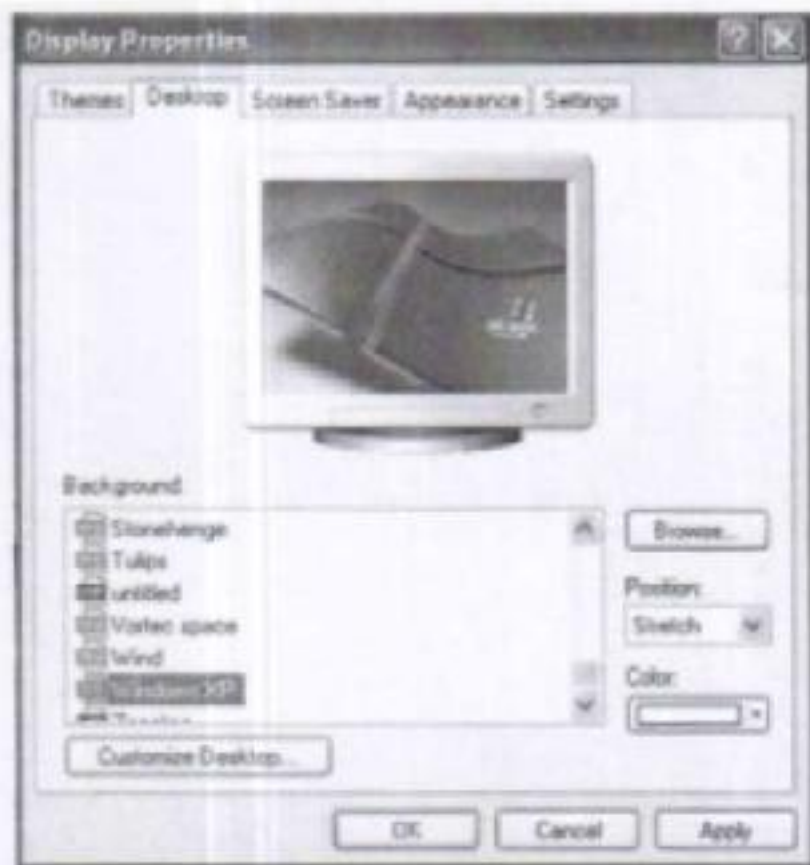 Display Properties
Themes Desktop Screen Saver Appearance Settings
Background
Stonehenge
Tulips
untitled
Vortec space
Wind
Windows XP
Browse...
Position:
Stretch
Color:
Customize Desktop...
OK Cancel Apply